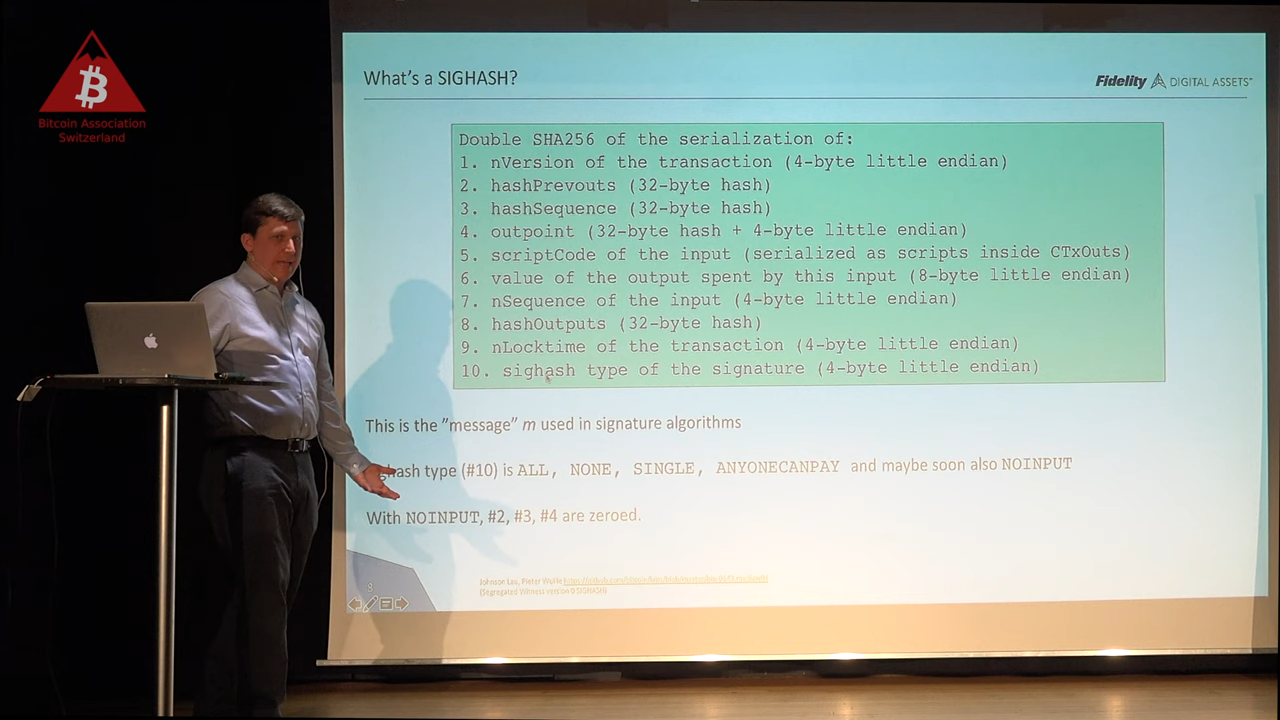 Bitcoin Association
Switzerland
What's a SIGHASH?
Fidelity DIGITAL ASSETS
Double SHA256 of the serialization of:
1. nVersion of the transaction (4-byte little endian)
2. hashPrevouts (32-byte hash)
3. hashSequence (32-byte hash)
4. outpoint (32-byte hash + 4-byte little endian)
5. scriptCode of the input (serialized as scripts inside CTxOuts)
6. value of the output spent by this input (8-byte little endian)
7. nSequence of the input (4-byte little endian)
8. hashOutputs (32-byte hash)
9. nLocktime of the transaction (4-byte little endian)
10. sighash type of the signature (4-byte little endian)
This is the "message" m used in signature algorithms
type (#10) is ALL, NONE, SINGLE, ANYONECANPAY and maybe soon also NOINPUT
With NOINPUT, #2, #3, #4 are zeroed.
Johnson Lau, Pieter Wuille
(Segregated Witness version 0 SIGHASH)
8